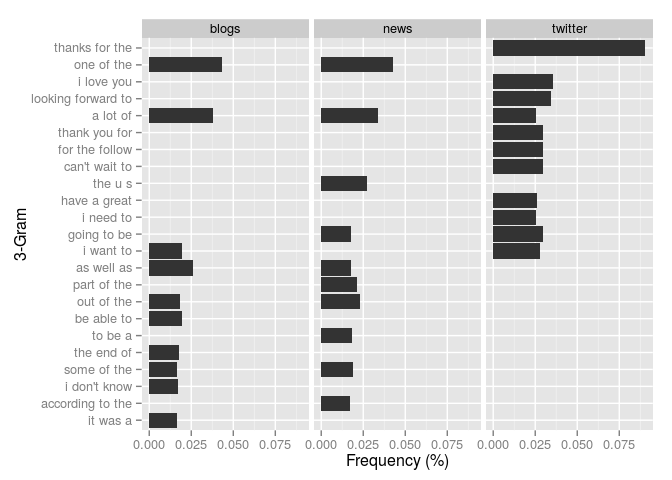 blogs news twitter
thanks for the
one of the
i love you
looking forward to
a lot of
thank you for
for the follow
can't wait to
the u s
have a great
i need to
going to be
i want to
as well as
part of the
out of the
be able to
to be a
the end of
some of the
i don't know
according to the
it was a
3-Gram
0.000 0.025 0.050 0.075 0.000 0.025 0.050 0.075 0.000 0.025 0.050 0.075
Frequency (%)